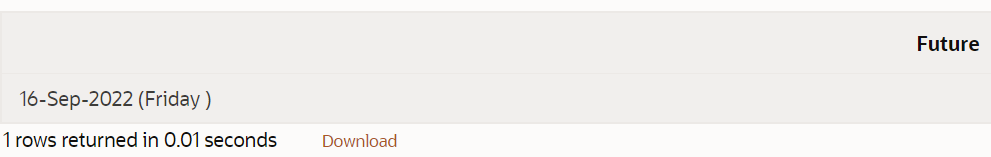 Future
16-Sep-2022 (Friday )
1 rows returned in 0.01 seconds Download